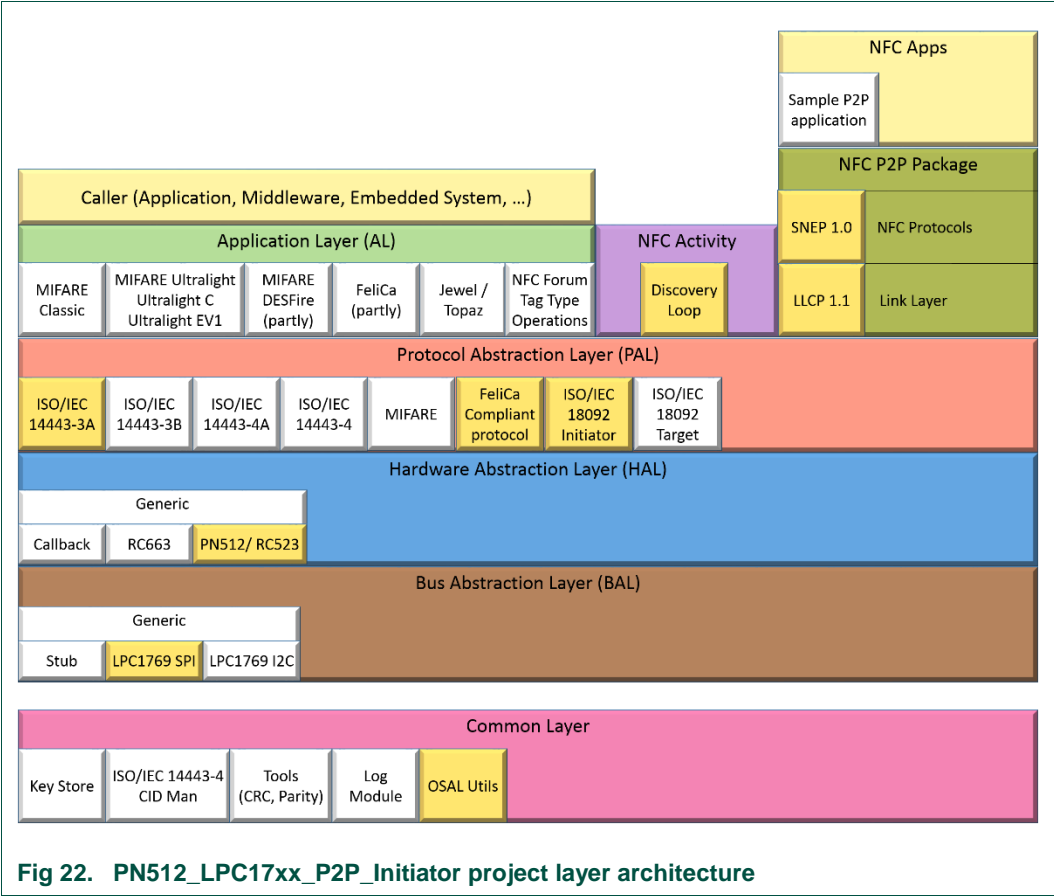 NFC Apps
Sample P2P
application
NFC P2P Package
SNEP 1.0
NFC Protocols
LLCP 1.1
Link Layer
Caller (Application, Middleware, Embedded System, ...)
Application Layer (AL)
MIFARE
Classic
MIFARE Ultralight
Ultralight C
Ultralight EV1
MIFARE
DESFire
(partly)
FeliCa
(partly)
Jewel /
Topaz
NFC Forum
Tag Type
Operations
NFC Activity
Discovery
Loop
Protocol Abstraction Layer (PAL)
ISO/IEC
14443-3A
ISO/IEC
14443-3B
ISO/IEC
14443-4A
ISO/IEC
14443-4
MIFARE
FeliCa
Compliant
protocol
ISO/IEC
18092
Initiator
ISO/IEC
18092
Target
Hardware Abstraction Layer (HAL)
Generic
Callback
RC663
PN512/ RC523
Bus Abstraction Layer (BAL)
Generic
Stub
LPC1769 SPI
LPC1769 I2C
Common Layer
Key Store
ISO/IEC 14443-4
CID Man
Tools
(CRC, Parity)
Log
Module
OSAL Utils
Fig 22. PN512_LPC17xx_P2P_Initiator project layer architecture